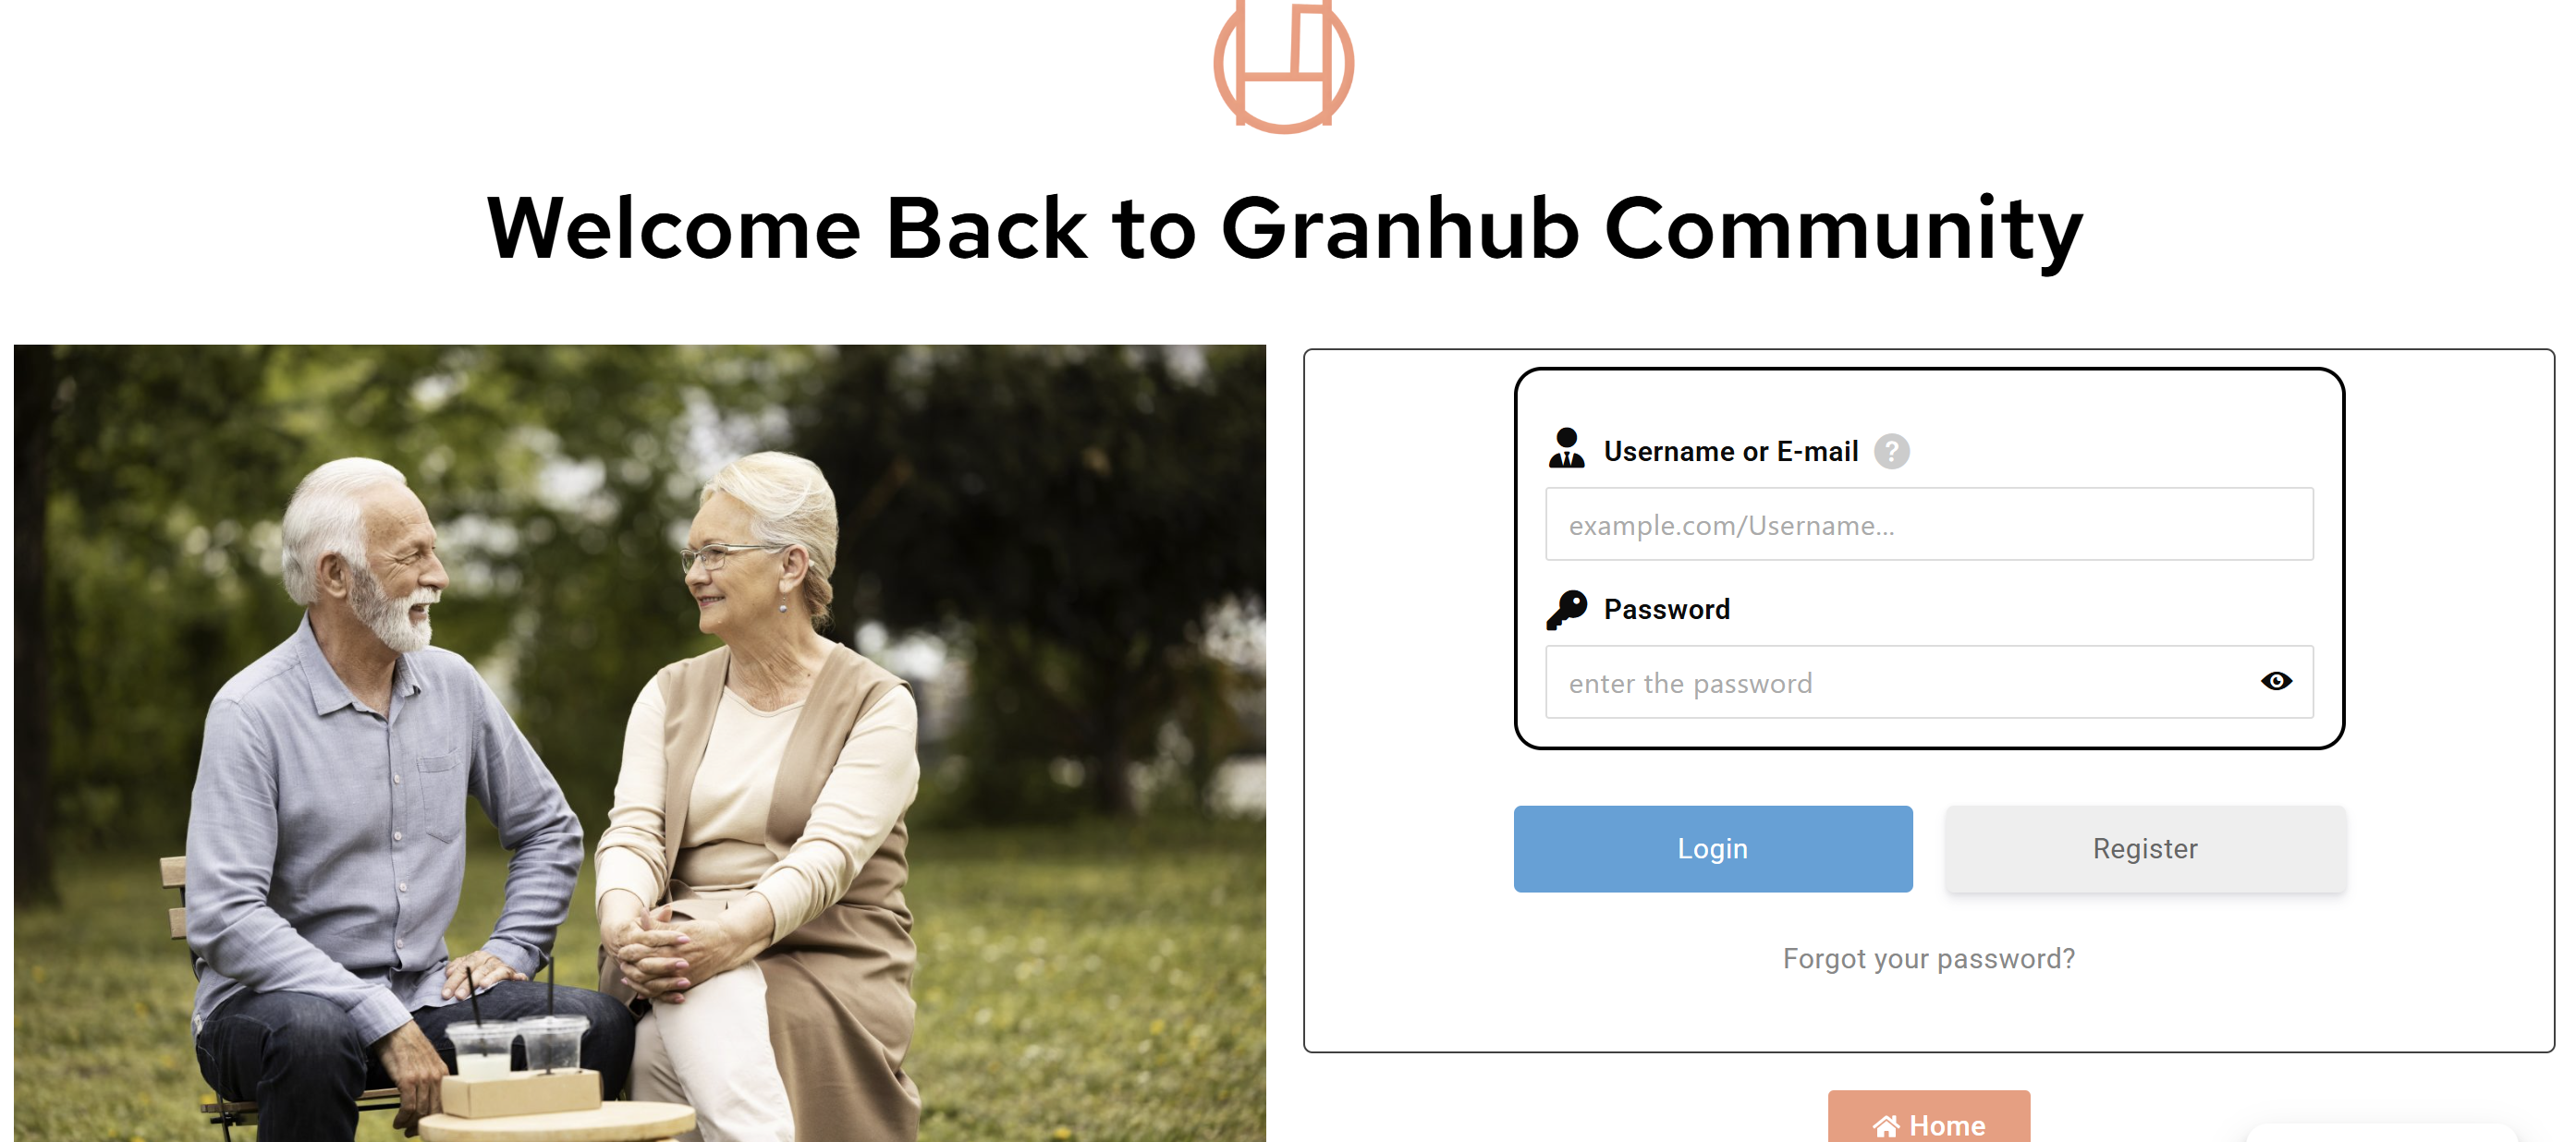 Welcome Back to Granhub Community
Username or E-mail ?
example.com/Username...
Password
enter the password
Login
Register
Forgot your password?
Home